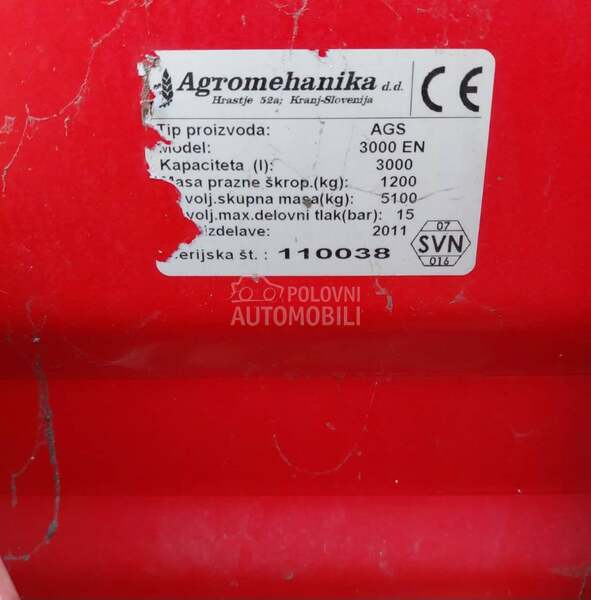 Agromehanika d.d.
Hrastje 52a; Kranj-Slovenija
CE
Tip proizvoda: AGS
Model: 3000 EN
Kapaciteta (l): 3000
Masa prazne škrop.(kg): 1200
volj.skupna masa(kg): 5100
volj.max.delovni tlak(bar): 15
izdelave: 2011
erijska št. : 110038
07
SVN
016
POLOVNI
AUTOMOBILI